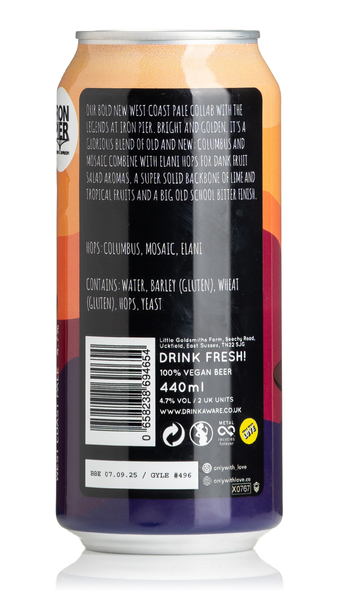 OUR BOLD NEW WEST COAST PALE COLLAB WITH THE
LEGENDS AT IRON PIER. BRIGHT AND GOLDEN, IT'S A
GLORIOUS BLEND OF OLD AND NEW: COLUMBUS AND
MOSAIC COMBINE WITH ELANI HOPS FOR DANK FRUIT
SALAD AROMAS, A SUPER SOLID BACKBONE OF LIME AND
TROPICAL FRUITS AND A BIG OLD SCHOOL BITTER FINISH.
HOPS: COLUMBUS, MOSAIC, ELANI
CONTAINS: WATER, BARLEY (GLUTEN), WHEAT
(GLUTEN), HOPS, YEAST
Little Goldsmiths Farm, Beechy Road,
Uckfield, East Sussex, TN22 5JG
DRINK FRESH!
100% VEGAN BEER
440ml
4.7% VOL / 2 UK UNITS
WWW.DRINKAWARE.CO.UK
0 658238 694654
METAL
recycles
forever
LOVE
BBE 07.09.25 / GYLE #496
onlywith_love
onlywithlove.co
X0767
WEST COAST PALE